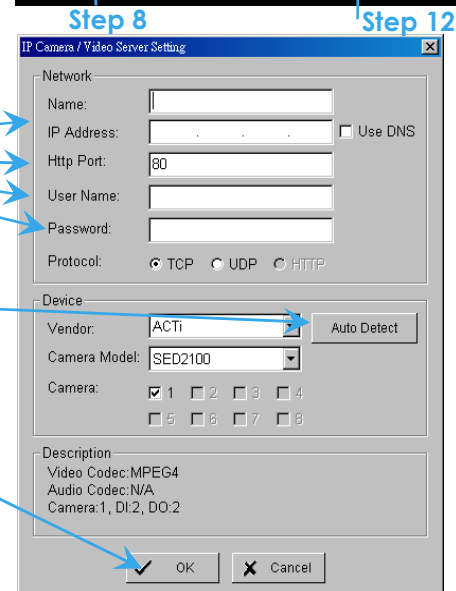 Step 8 Step 12
IP Camera / Video Server Setting
Network
Name:
IP Address: . . . Use DNS
Http Port: 80
User Name:
Password:
Protocol: TCP UDP HTTP
Device
Vendor: ACTi Auto Detect
Camera Model: SED2100
Camera: 1 2 3 4
5 6 7 8
Description
Video Codec:MPEG4
Audio Codec:N/A
Camera:1, DI:2, DO:2
OK Cancel